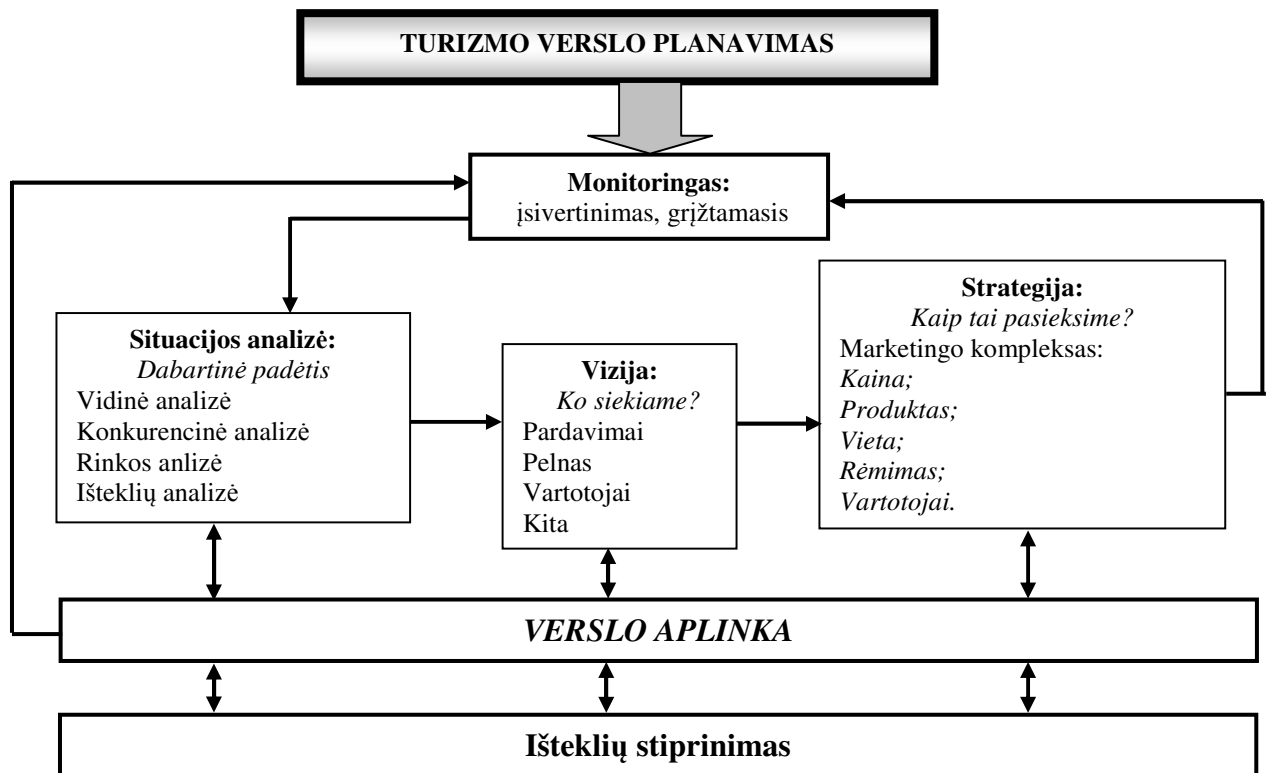 TURIZMO VERSLO PLANAVIMAS
Monitoringas:
įsivertinimas, grįžtamasis
Situacijos analizė:
Dabartinė padėtis
Vidinė analizė
Konkurencinė analizė
Rinkos anlizė
Išteklių analizė
Vizija:
Ko siekiame?
Pardavimai
Pelnas
Vartotojai
Kita
Strategija:
Kaip tai pasieksime?
Marketingo kompleksas:
Kaina;
Produktas;
Vieta;
Rėmimas;
Vartotojai.
VERSLO APLINKA
Išteklių stiprinimas